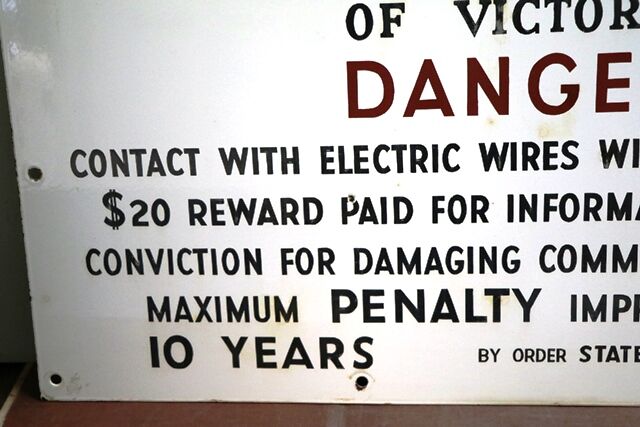 OF VICTOR
DANGE
CONTACT WITH ELECTRIC WIRES WI
$20 REWARD PAID FOR INFORMA
CONVICTION FOR DAMAGING COMM
MAXIMUM PENALTY IMPR
10 YEARS BY ORDER STATE